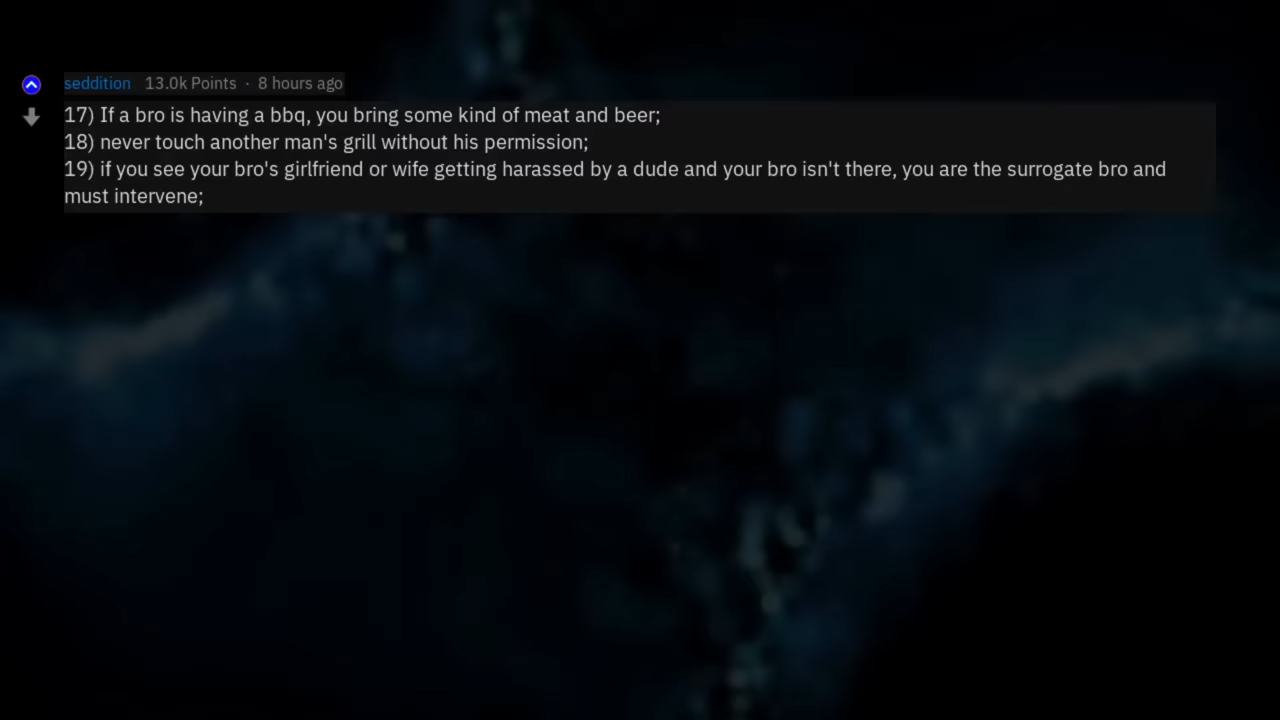 seddition 13.0k Points · 8 hours ago
17) If a bro is having a bbq, you bring some kind of meat and beer;
18) never touch another man's grill without his permission;
19) if you see your bro's girlfriend or wife getting harassed by a dude and your bro isn't there, you are the surrogate bro and
must intervene;